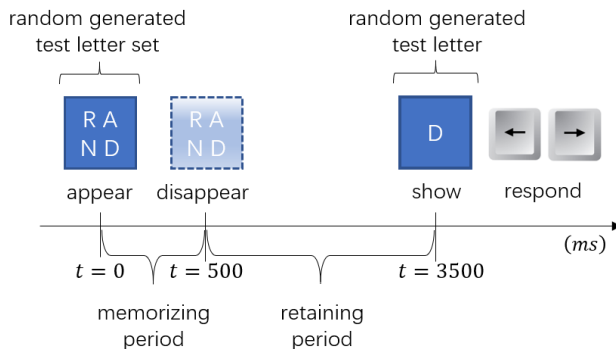 random generated
test letter set
random generated
test letter
R A
N D
R A
N D
D
← →
appear
disappear
show
respond
(ms)
t = 0
t = 500
t = 3500
memorizing
period
retaining
period